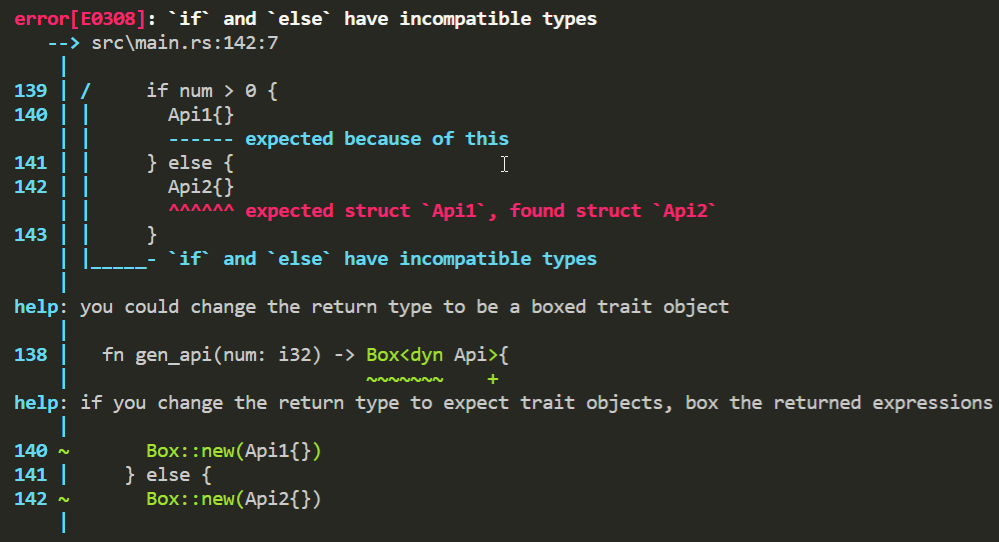 error[E0308]: `if` and `else` have incompatible types
   --> src\main.rs:142:7
    |
139 | /     if num > 0 {
140 | |       Api1{}
    | |       ------ expected because of this
141 | |     } else {
142 | |       Api2{}
    | |       ^^^^^^ expected struct `Api1`, found struct `Api2`
143 | |     }
    | |_____- `if` and `else` have incompatible types
    |
help: you could change the return type to be a boxed trait object
    |
138 |   fn gen_api(num: i32) -> Box<dyn Api>{
    |                           ~~~~~~~    +
help: if you change the return type to expect trait objects, box the returned expressions
    |
140 ~       Box::new(Api1{})
141 |     } else {
142 ~       Box::new(Api2{})
    |